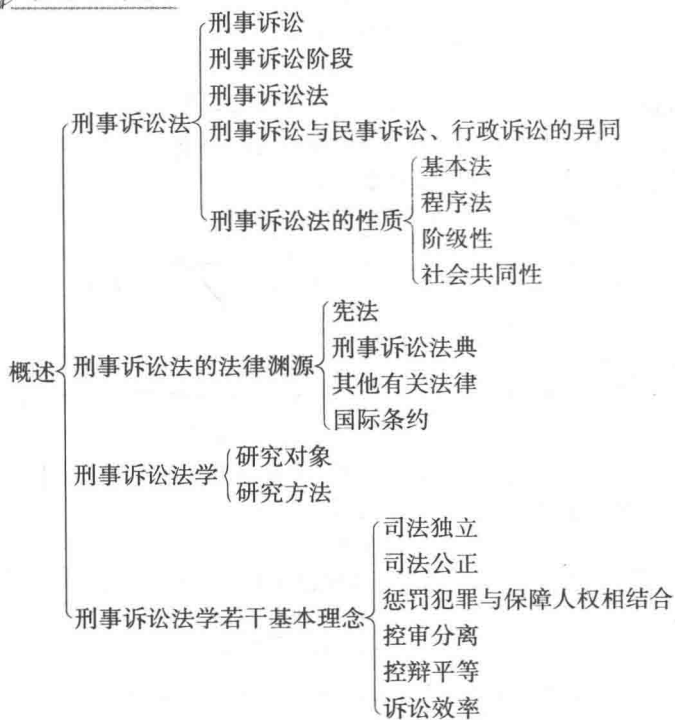 刑事诉讼
刑事诉讼阶段
刑事诉讼法
刑事诉讼法
刑事诉讼与民事诉讼、行政诉讼的异同
基本法
程序法
刑事诉讼法的性质
阶级性
社会共同性
宪法
刑事诉讼法典
概述
刑事诉讼法的法律渊源
其他有关法律
国际条约
研究对象
刑事诉讼法学
研究方法
司法独立
司法公正
惩罚犯罪与保障人权相结合
刑事诉讼法学若干基本理念
控审分离
控辩平等
诉讼效率